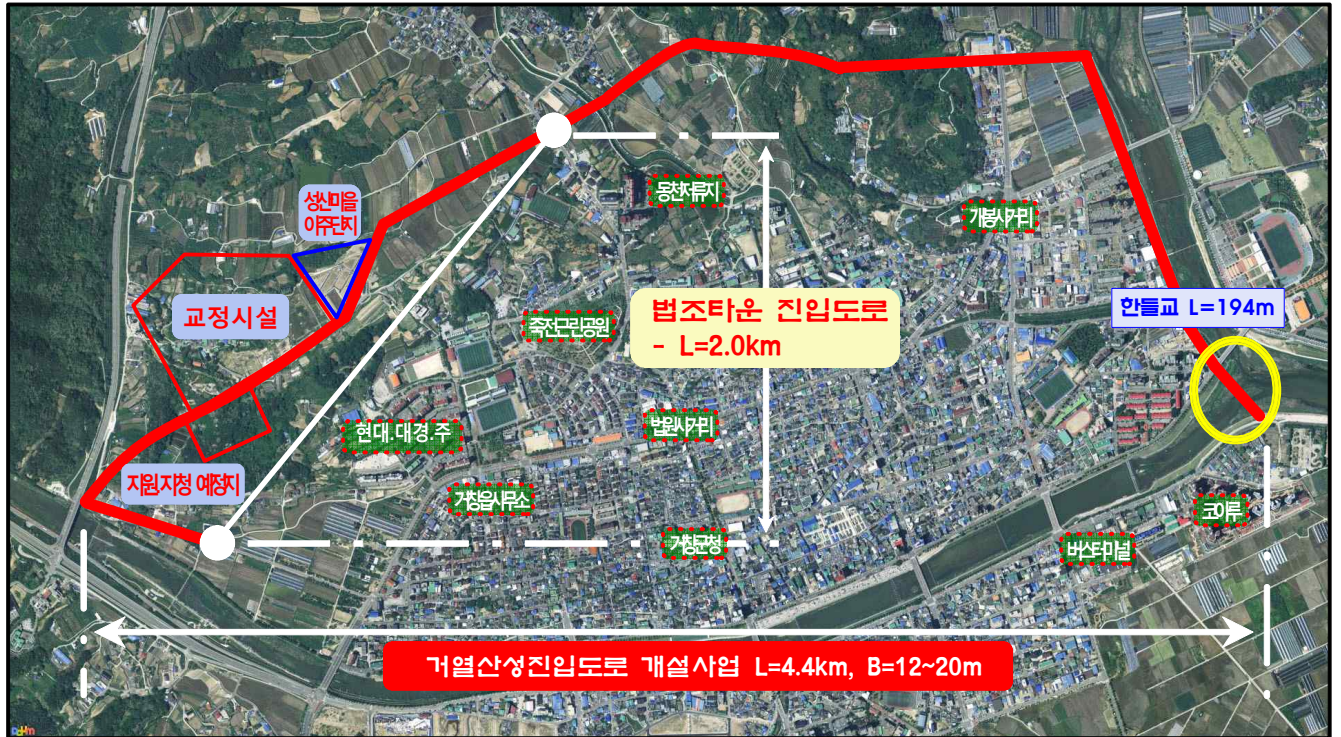 성산마을
이주단지
동천저류지
개봉사거리
교정시설
죽전근린공원
법조타운 진입도로
- L=2.0km
한들교 L=194m
현대.대경.주
법원사거리
지원,지청 예정지
거창읍사무소
거창군청
코아루
버스터미널
거열산성진입도로 개설사업 L=4.4km, B=12~20m